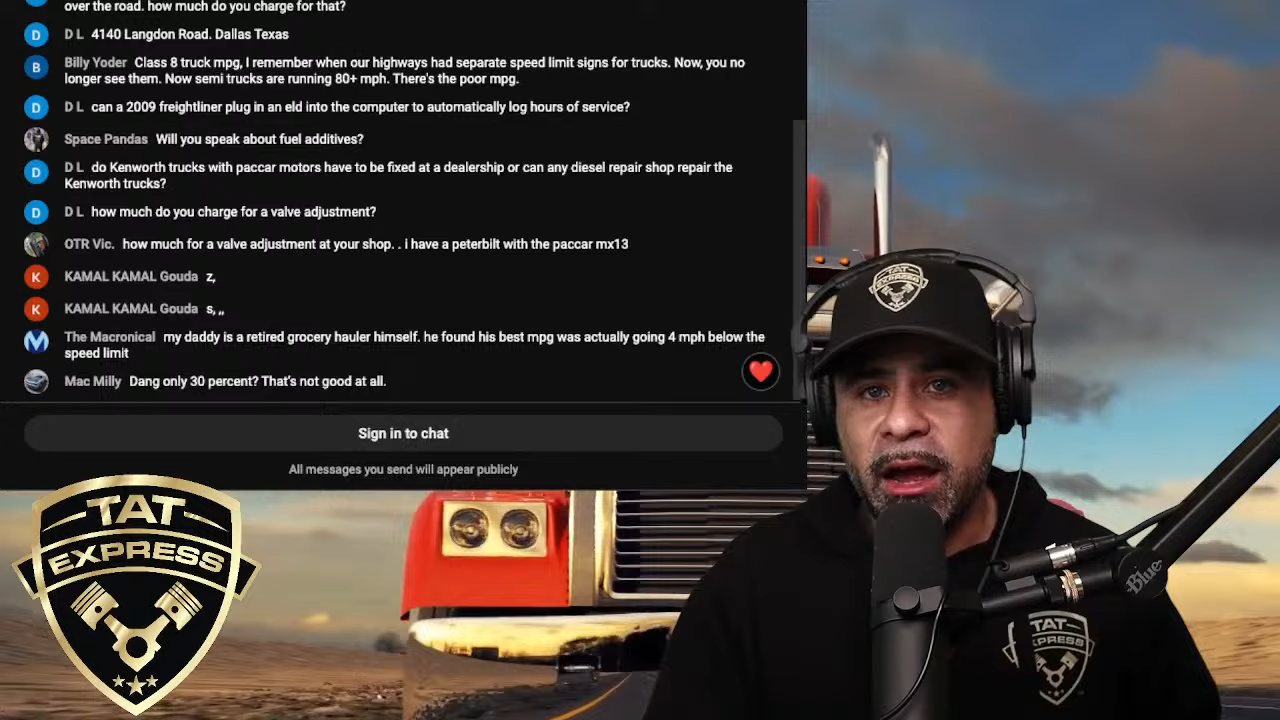 over the road. how much do you charge for that?
D
D L 4140 Langdon Road. Dallas Texas
B
Billy Yoder Class 8 truck mpg, I remember when our highways had separate speed limit signs for trucks. Now, you no
longer see them. Now semi trucks are running 80+ mph. There's the poor mpg.
D
D L can a 2009 freightliner plug in an eld into the computer to automatically log hours of service?
Space Pandas Will you speak about fuel additives?
D
D L do Kenworth trucks with paccar motors have to be fixed at a dealership or can any diesel repair shop repair the
Kenworth trucks?
D
D L how much do you charge for a valve adjustment?
OTR Vic. how much for a valve adjustment at your shop. . i have a peterbilt with the paccar mx13
K
KAMAL KAMAL Gouda z,
K
KAMAL KAMAL Gouda s, ,,
The Macronical my daddy is a retired grocery hauler himself. he found his best mpg was actually going 4 mph below the
speed limit
Mac Milly Dang only 30 percent? That's not good at all.
Sign in to chat
All messages you send will appear publicly
TAT
EXPRESS
TAT
EXPRESS
Blue
TAT
EXPRESS